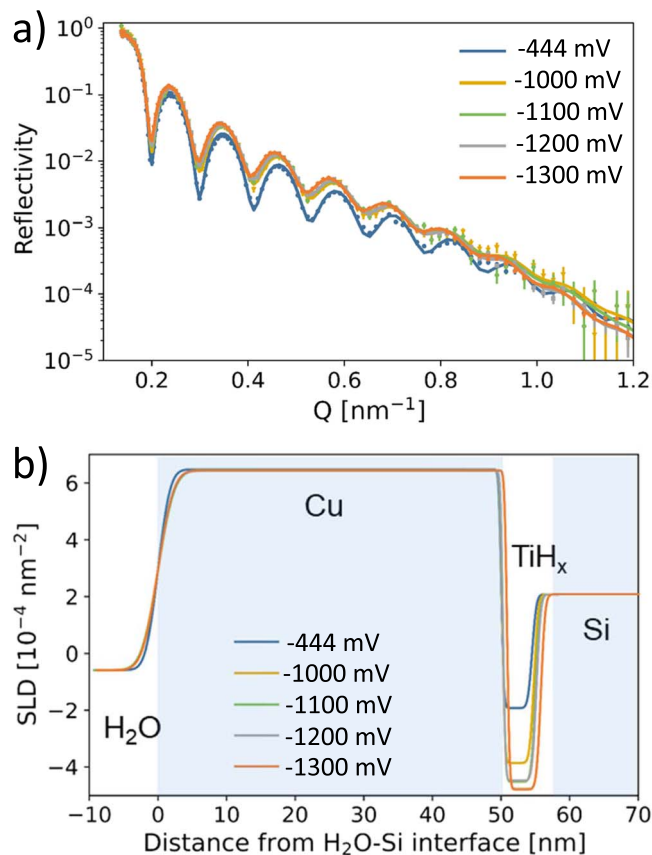 a)
10⁰
10⁻¹
10⁻²
10⁻³
10⁻⁴
10⁻⁵
Reflectivity
-444 mV
-1000 mV
-1100 mV
-1200 mV
-1300 mV
0.2 0.4 0.6 0.8 1.0 1.2
Q [nm⁻¹]
b)
6
4
2
0
−2
−4
SLD [10⁻⁴ nm⁻²]
Cu
TiHₓ
Si
H₂O
-444 mV
-1000 mV
-1100 mV
-1200 mV
-1300 mV
−10 0 10 20 30 40 50 60 70
Distance from H₂O-Si interface [nm]